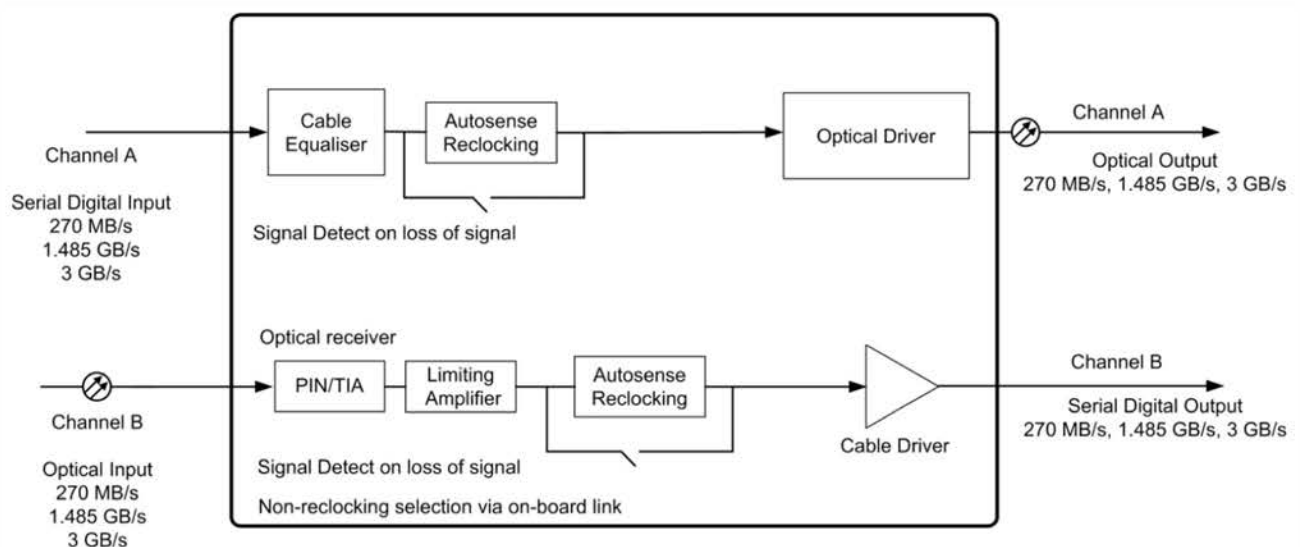 Cable
Equaliser
Autosense
Reclocking
Optical Driver
Channel A
Serial Digital Input
270 MB/s
1.485 GB/s
3 GB/s
Signal Detect on loss of signal
Channel A
Optical Output
270 MB/s, 1.485 GB/s, 3 GB/s
Optical receiver
PIN/TIA
Limiting
Amplifier
Autosense
Reclocking
Cable Driver
Channel B
Optical Input
270 MB/s
1.485 GB/s
3 GB/s
Signal Detect on loss of signal
Non-reclocking selection via on-board link
Channel B
Serial Digital Output
270 MB/s, 1.485 GB/s, 3 GB/s